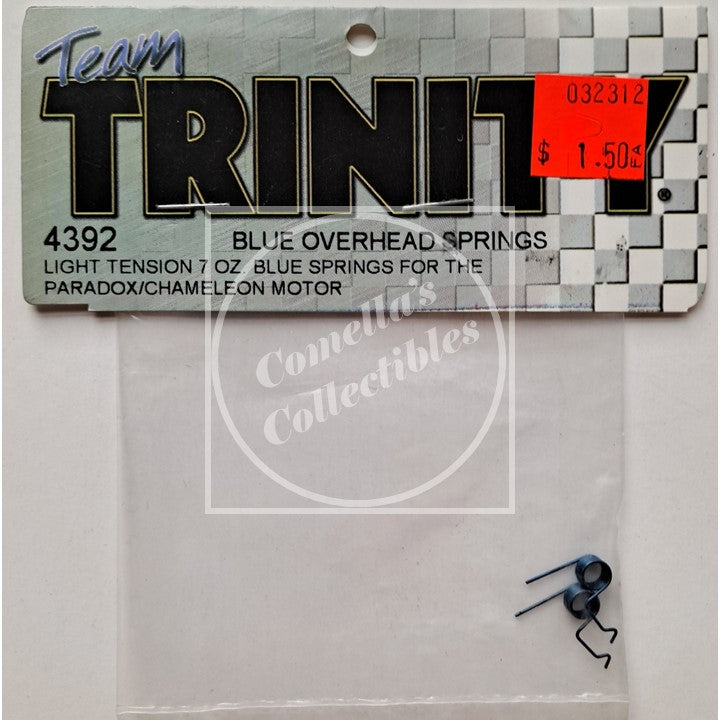 Team
TRINITY®
032312
$ 1.50 FA
4392 BLUE OVERHEAD SPRINGS
LIGHT TENSION 7 OZ BLUE SPRINGS FOR THE
PARADOX/CHAMELEON MOTOR
Comella's
Collectibles